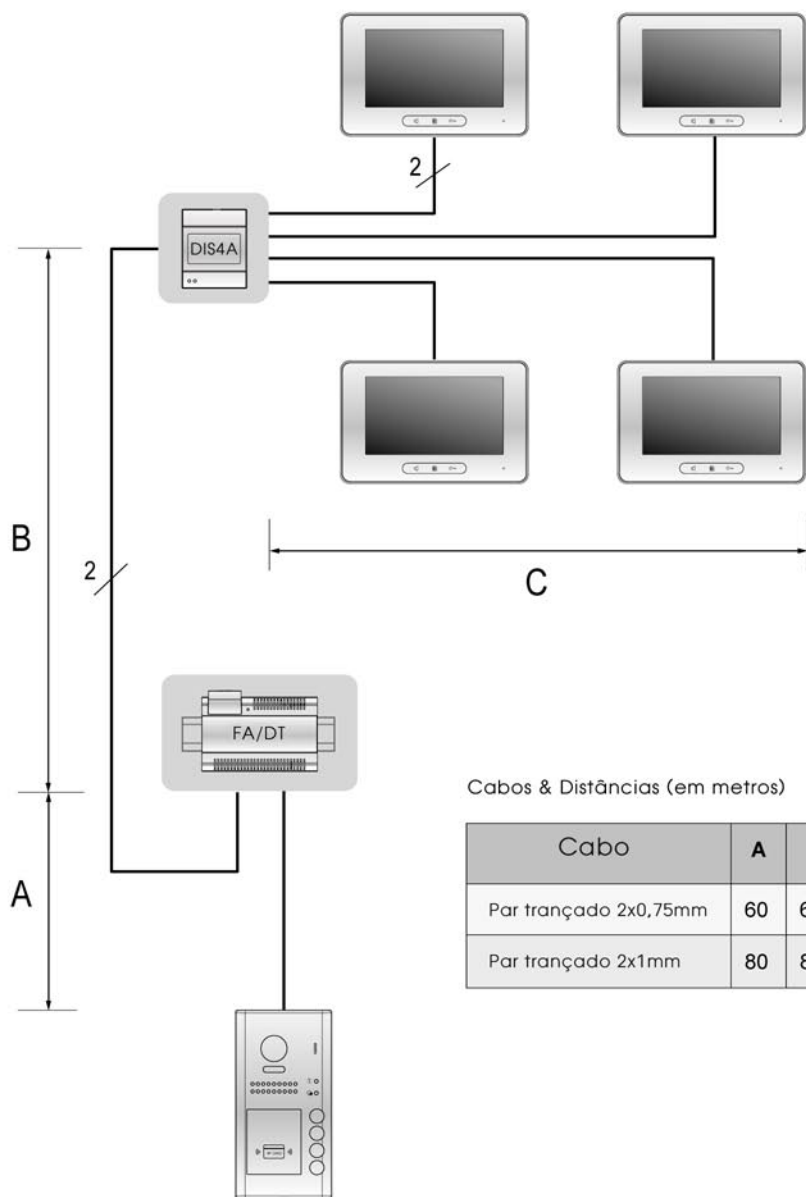 2
DIS4A
B
2
C
FA/DT
Cabos & Distâncias (em metros)
A
Cabo A
Par trançado 2x0,75mm 60
Par trançado 2x1mm 80